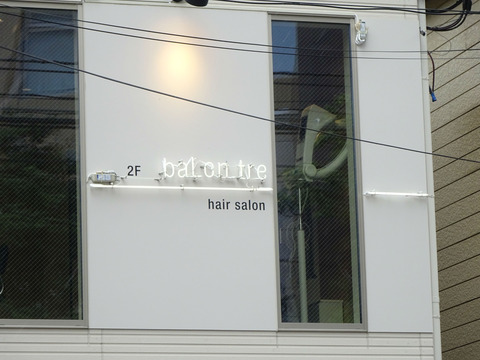 2F balon tre
hair salon